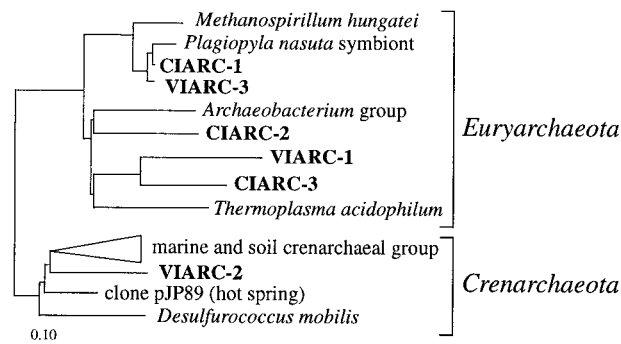 Methanospirillum hungatei
Plagiopyla nasuta symbiont
CIARC-1
VIARC-3
Archaeobacterium group
CIARC-2
VIARC-1
CIARC-3
Thermoplasma acidophilum
Euryarchaeota
marine and soil crenarchaeal group
VIARC-2
clone pJP89 (hot spring)
Desulfurococcus mobilis
Crenarchaeota
0.10